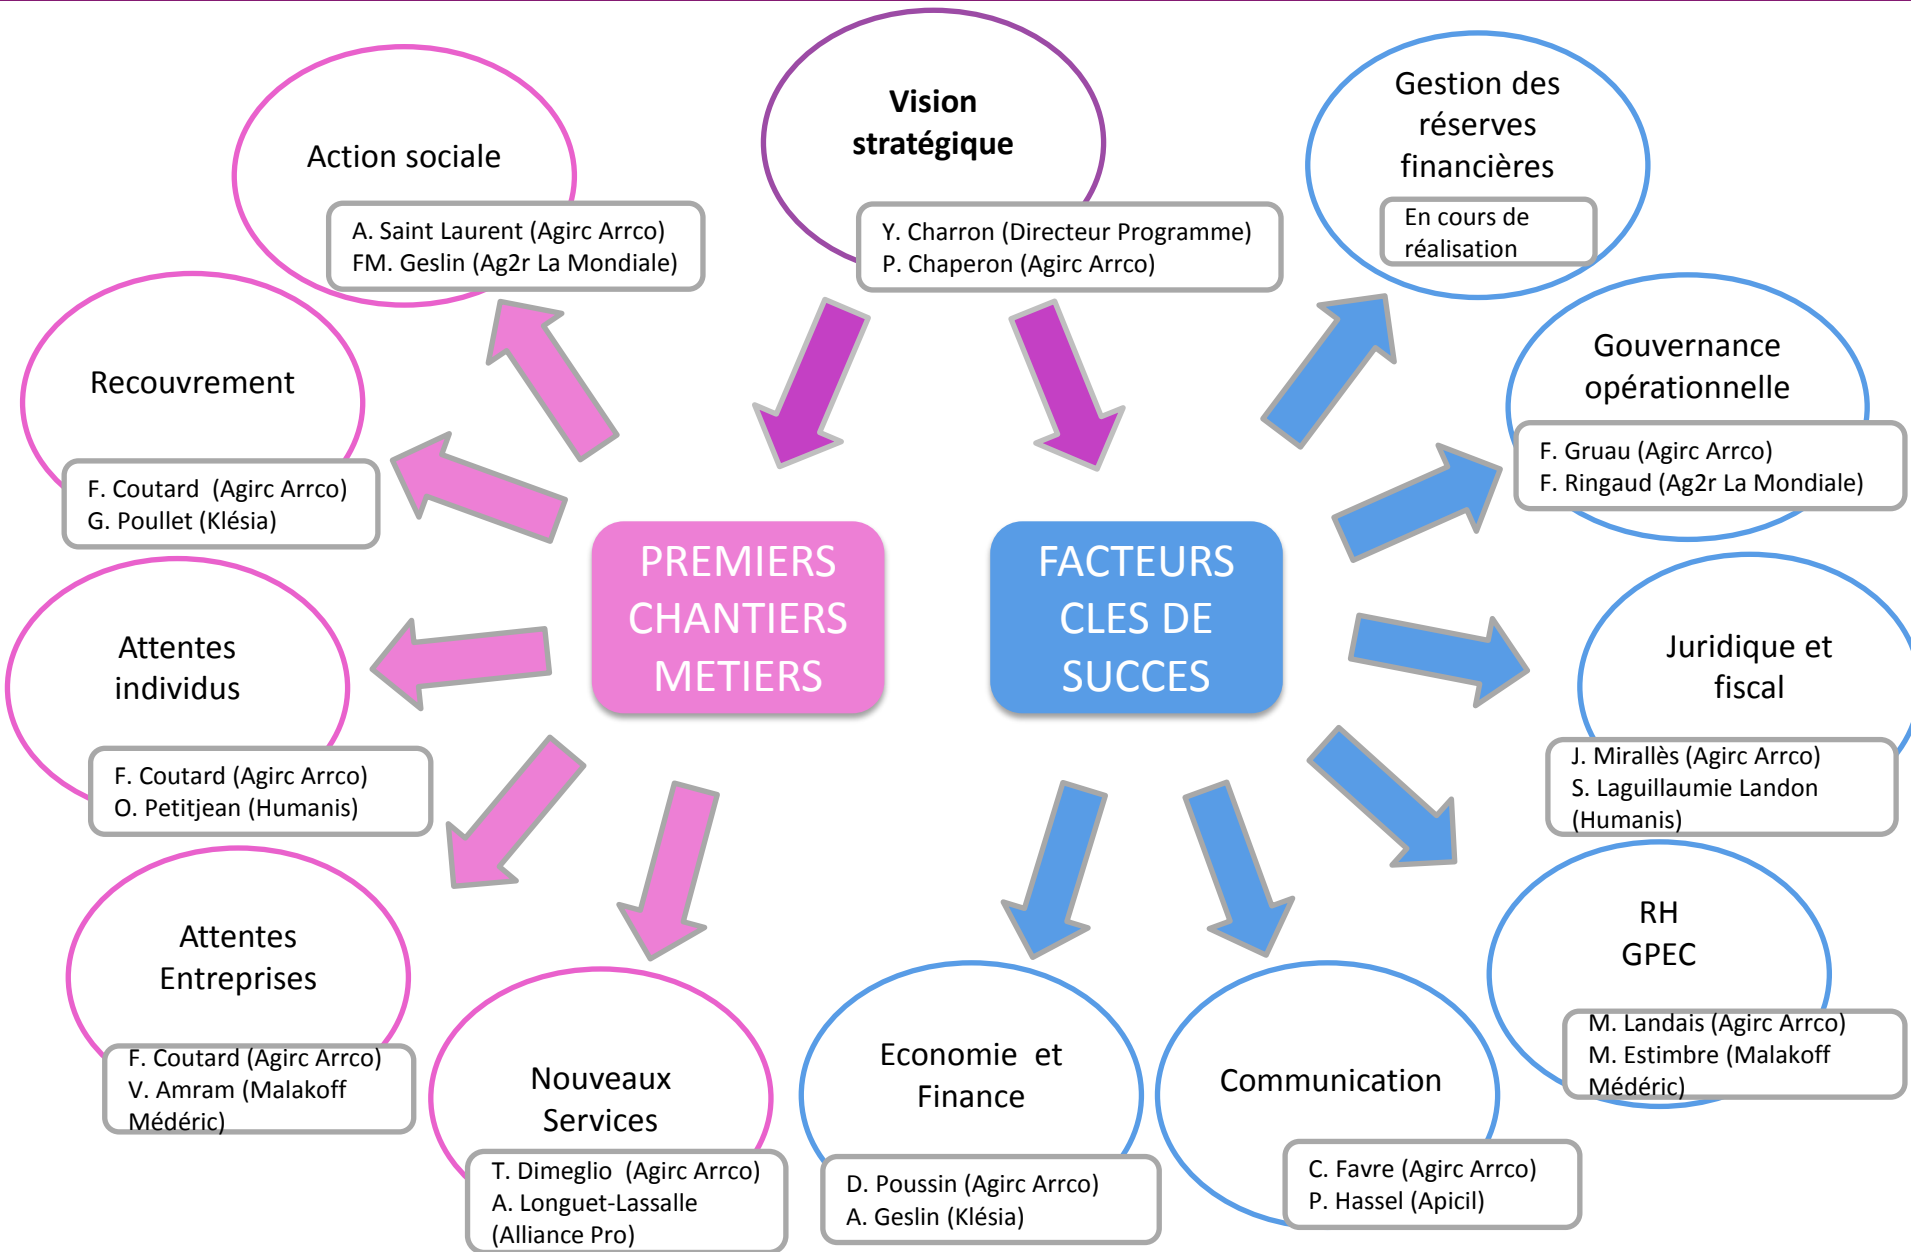 Vision
stratégique
Y. Charron (Directeur Programme)
P. Chaperon (Agirc Arrco)
Action sociale
A. Saint Laurent (Agirc Arrco)
FM. Geslin (Ag2r La Mondiale)
Recouvrement
F. Coutard  (Agirc Arrco)
G. Poullet (Klésia)
Attentes
individus
F. Coutard (Agirc Arrco)
O. Petitjean (Humanis)
Attentes
Entreprises
F. Coutard (Agirc Arrco)
V. Amram (Malakoff
Médéric)
Nouveaux
Services
T. Dimeglio  (Agirc Arrco)
A. Longuet-Lassalle
(Alliance Pro)
PREMIERS
CHANTIERS
METIERS
FACTEURS
CLES DE
SUCCES
Gestion des
réserves
financières
En cours de
réalisation
Gouvernance
opérationnelle
F. Gruau (Agirc Arrco)
F. Ringaud (Ag2r La Mondiale)
Juridique et
fiscal
J. Mirallès (Agirc Arrco)
S. Laguillaumie Landon
(Humanis)
RH
GPEC
M. Landais (Agirc Arrco)
M. Estimbre (Malakoff
Médéric)
Communication
C. Favre (Agirc Arrco)
P. Hassel (Apicil)
Economie  et
Finance
D. Poussin (Agirc Arrco)
A. Geslin (Klésia)